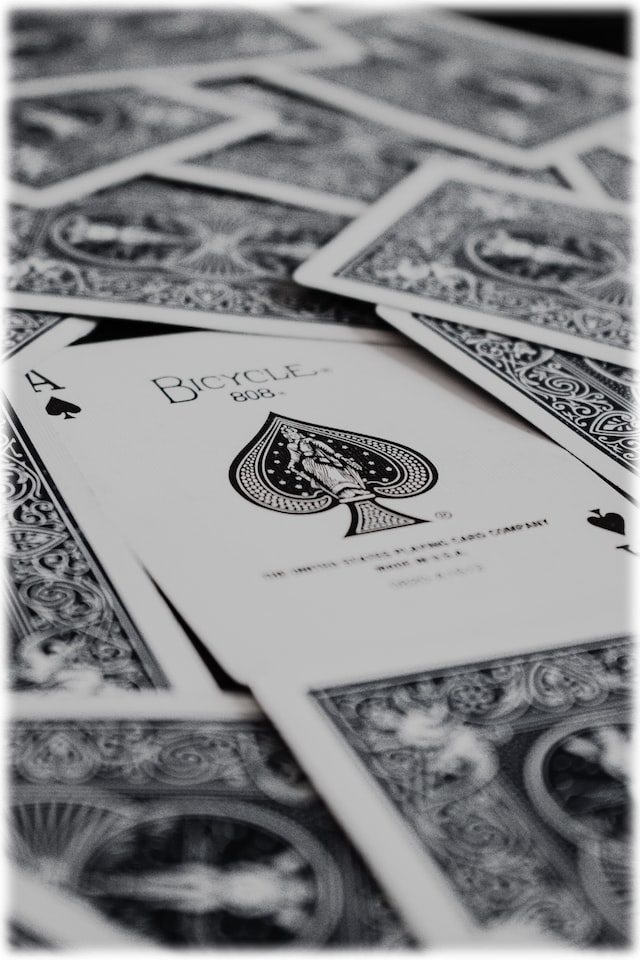 A
BICYCLE®
808®
®
THE UNITED STATES PLAYING CARD COMPANY
MADE IN U.S.A.